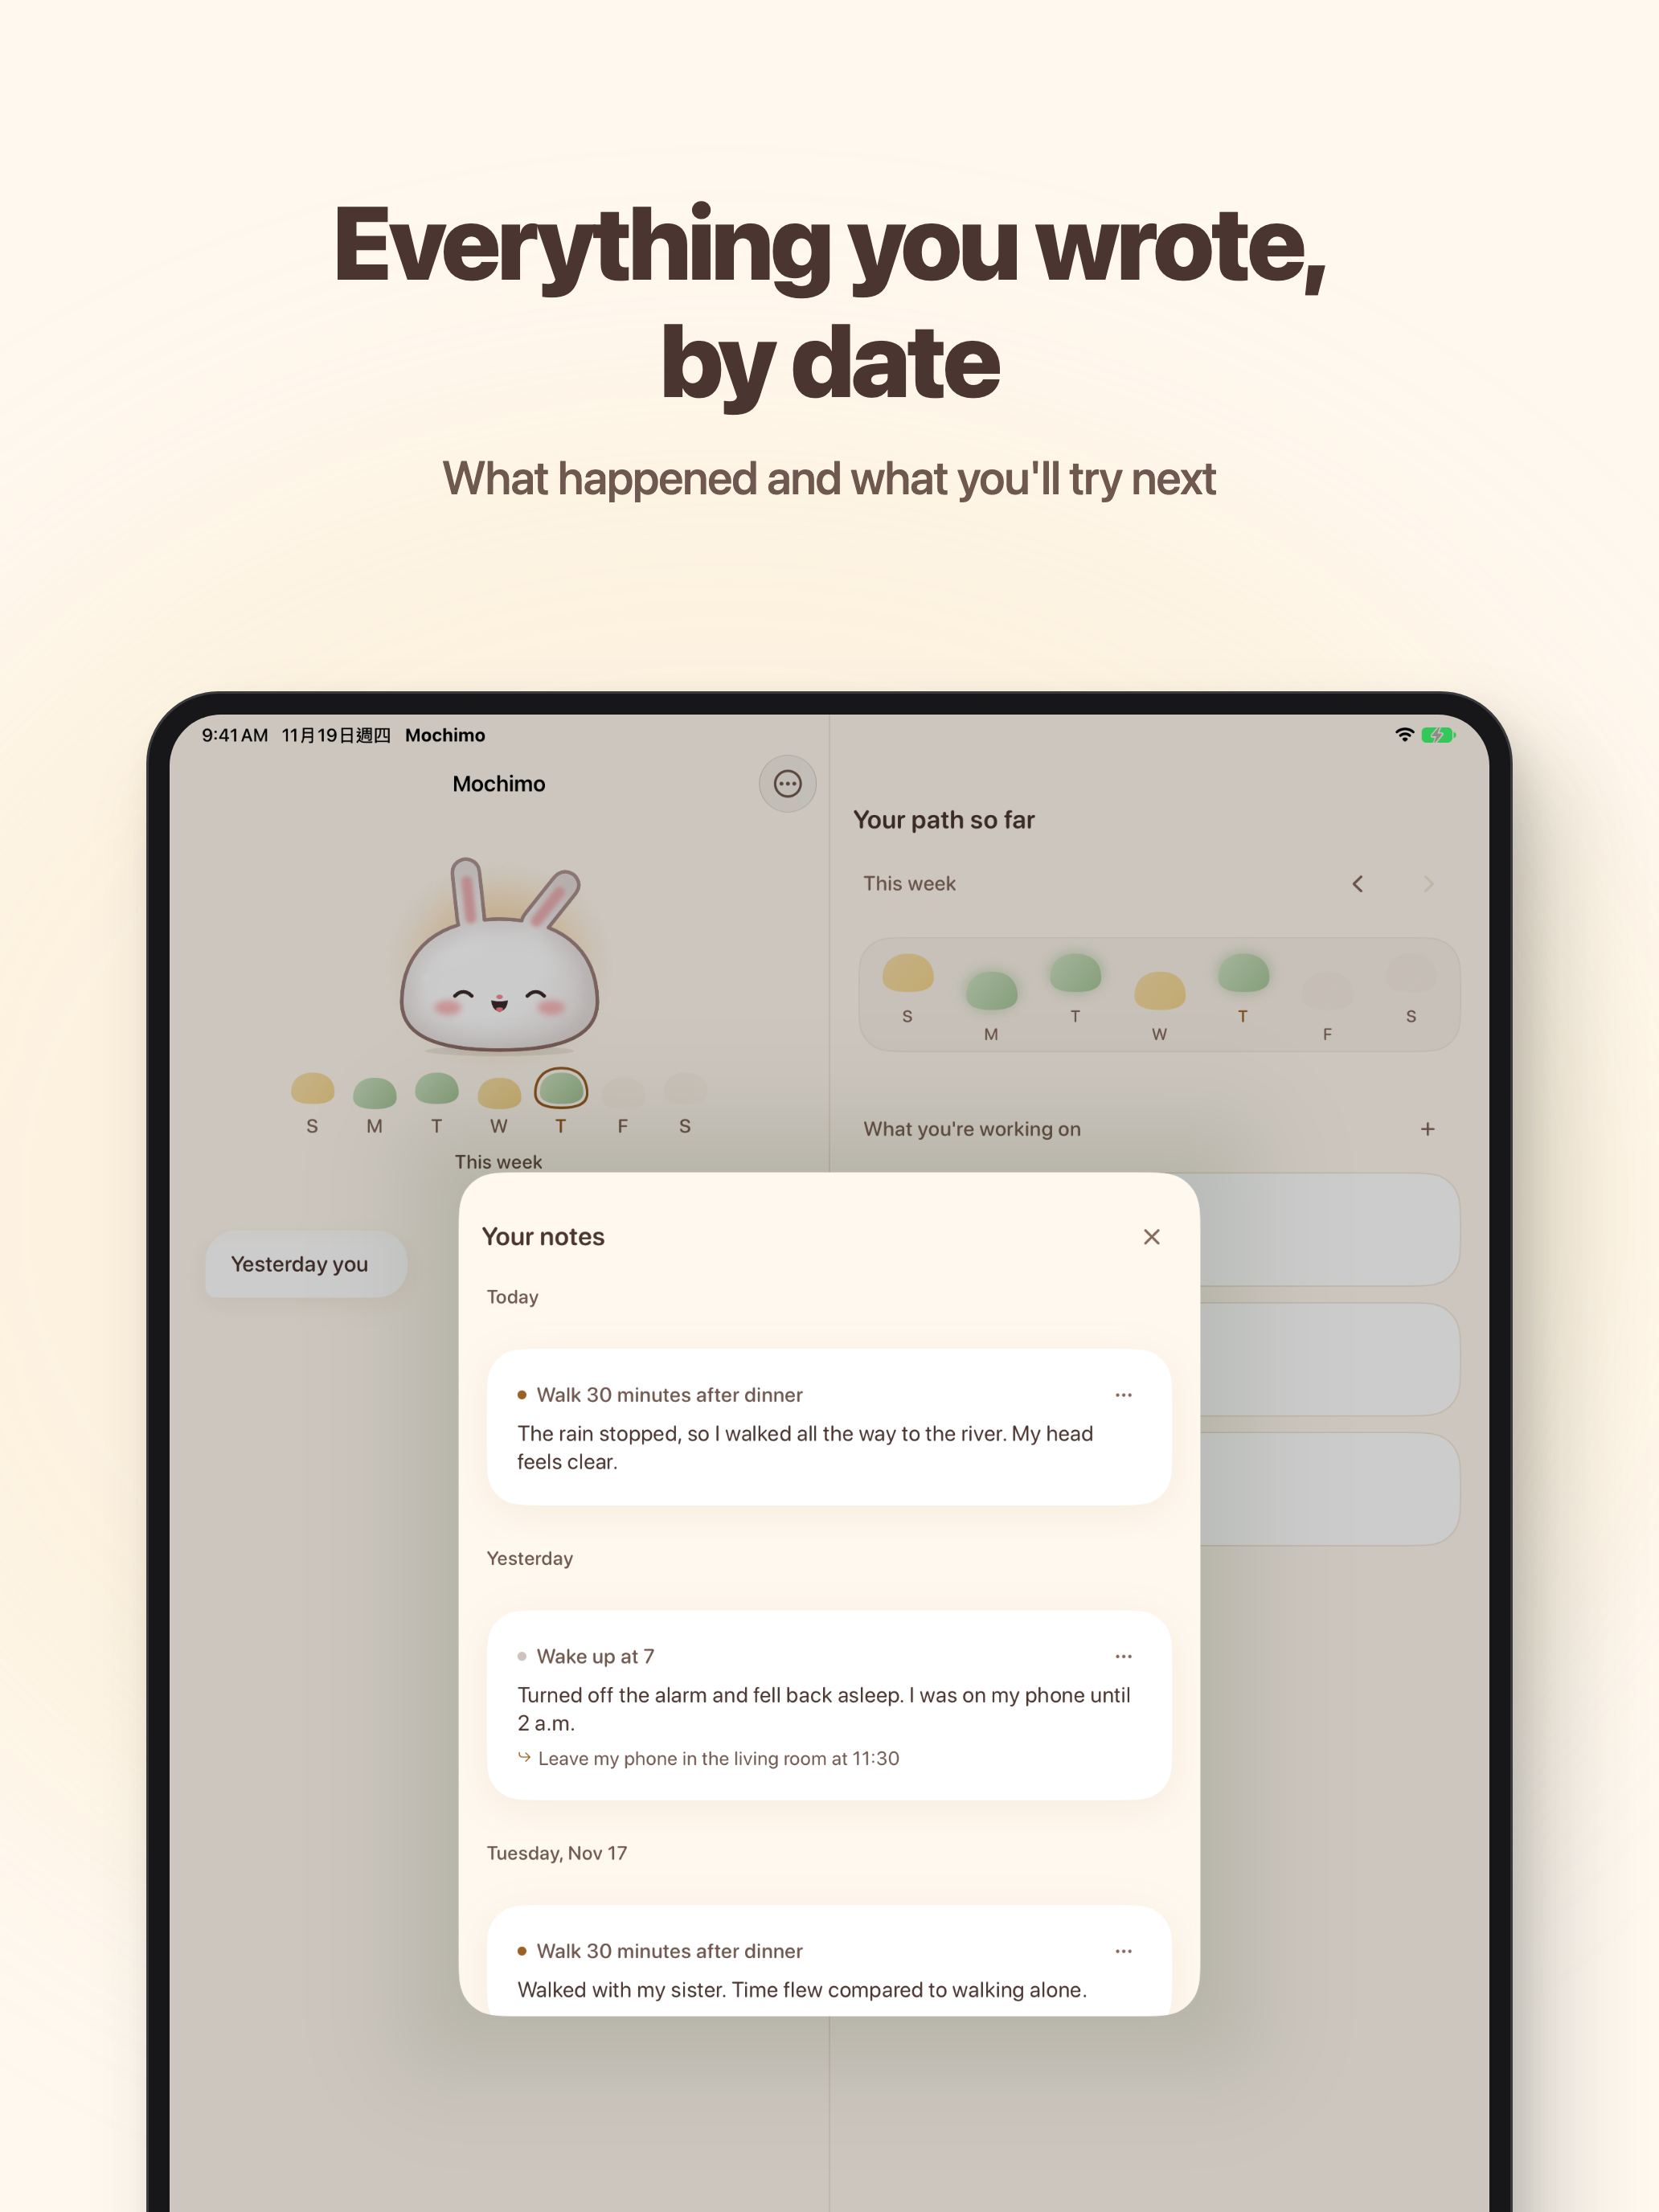 Everything you wrote,
by date
What happened and what you'll try next
9:41 AM 11月19日週四 Mochimo
Mochimo
S M T W T F S
This week
Yesterday you
Your path so far
This week
S M T W T F S
What you're working on
Your notes
Today
Walk 30 minutes after dinner
The rain stopped, so I walked all the way to the river. My head
feels clear.
Yesterday
Wake up at 7
Turned off the alarm and fell back asleep. I was on my phone until
2 a.m.
Leave my phone in the living room at 11:30
Tuesday, Nov 17
Walk 30 minutes after dinner
Walked with my sister. Time flew compared to walking alone.